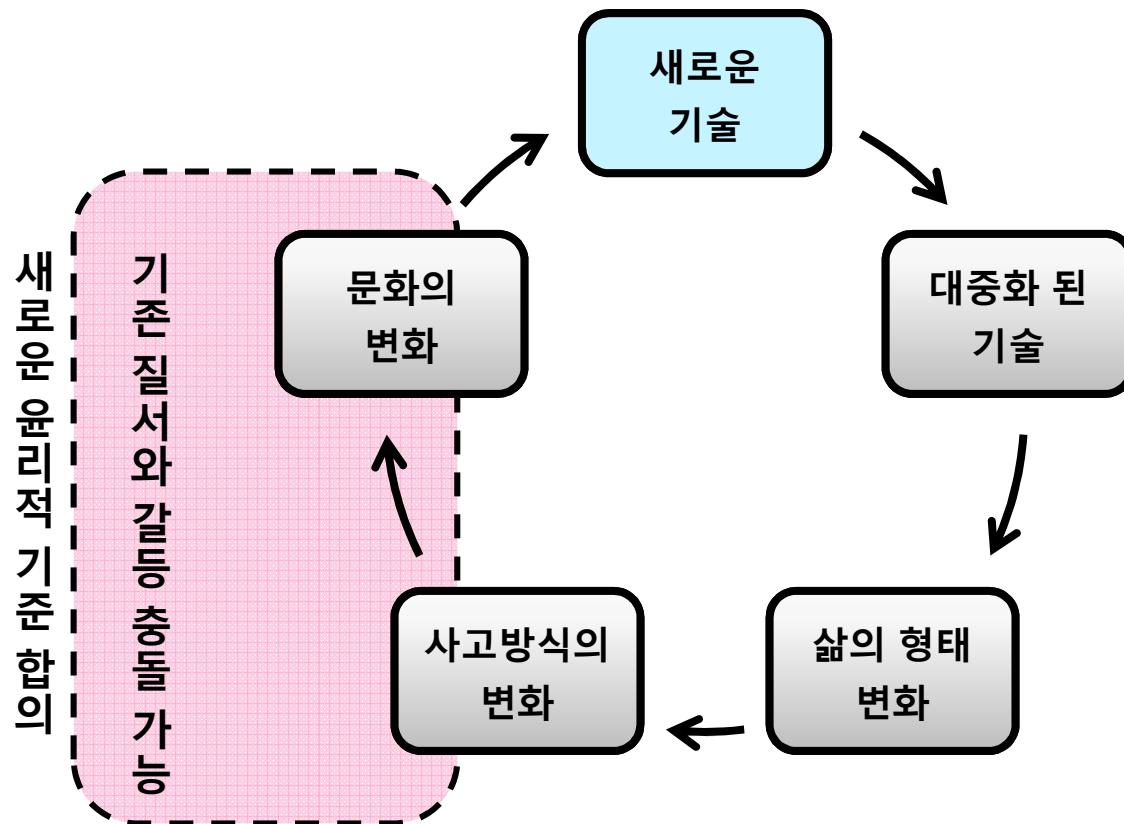 새로운
기술
대중화 된
기술
삶의 형태
변화
사고방식의
변화
문화의
변화
기존 질서와 갈등 충돌 가능
새로운 윤리적 기준 합의